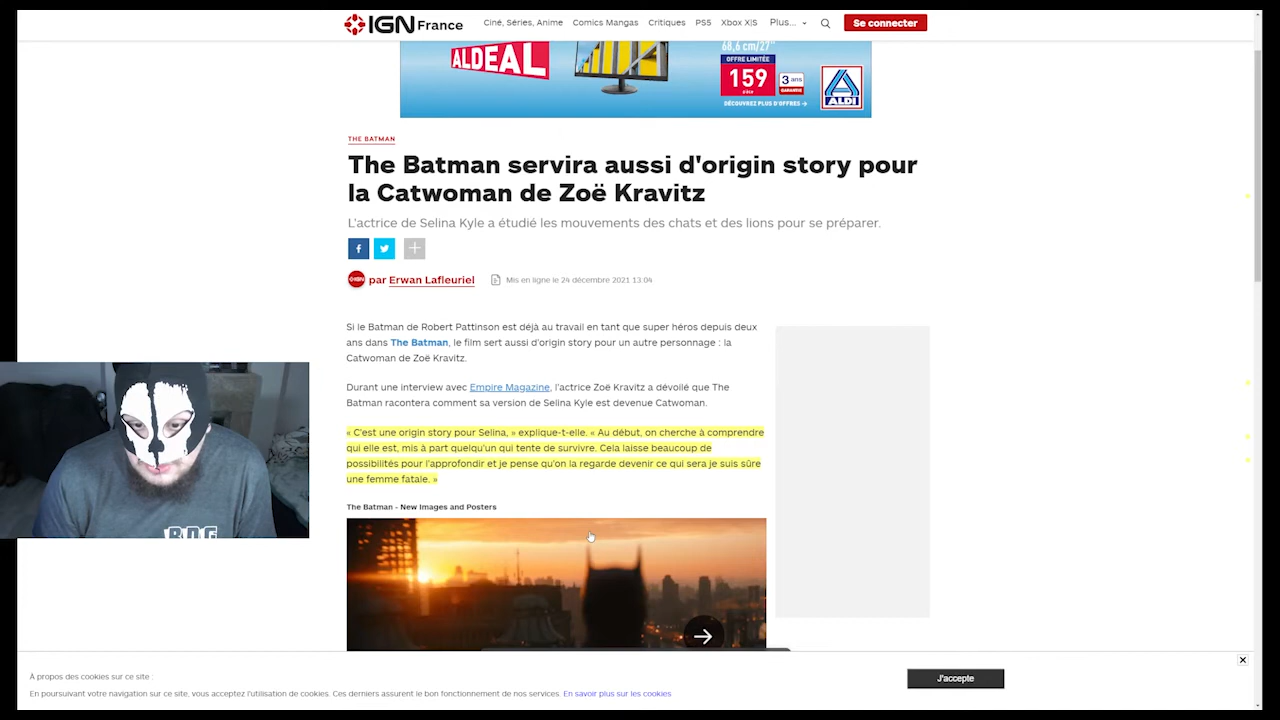 IGN France
Ciné, Séries, Anime Comics Mangas Critiques PS5 Xbox X|S Plus... Se connecter
ALDEAL
68,6 cm/27"
OFFRE LIMITÉE
159
3 ans
GARANTIE
DÉCOUVREZ PLUS D'OFFRES →
ALDI
THE BATMAN
The Batman servira aussi d'origin story pour
la Catwoman de Zoë Kravitz
L'actrice de Selina Kyle a étudié les mouvements des chats et des lions pour se préparer.
IGN par Erwan Lafleuriel Mis en ligne le 24 décembre 2021 13:04
Si le Batman de Robert Pattinson est déjà au travail en tant que super héros depuis deux
ans dans The Batman, le film sert aussi d'origin story pour un autre personnage : la
Catwoman de Zoë Kravitz.
Durant une interview avec Empire Magazine, l'actrice Zoë Kravitz a dévoilé que The
Batman racontera comment sa version de Selina Kyle est devenue Catwoman.
« C'est une origin story pour Selina, » explique-t-elle. « Au début, on cherche à comprendre
qui elle est, mis à part quelqu'un qui tente de survivre. Cela laisse beaucoup de
possibilités pour l'approfondir et je pense qu'on la regarde devenir ce qui sera je suis sûre
une femme fatale. »
The Batman - New Images and Posters
À propos des cookies sur ce site :
En poursuivant votre navigation sur ce site, vous acceptez l'utilisation de cookies. Ces derniers assurent le bon fonctionnement de nos services. En savoir plus sur les cookies
J'accepte